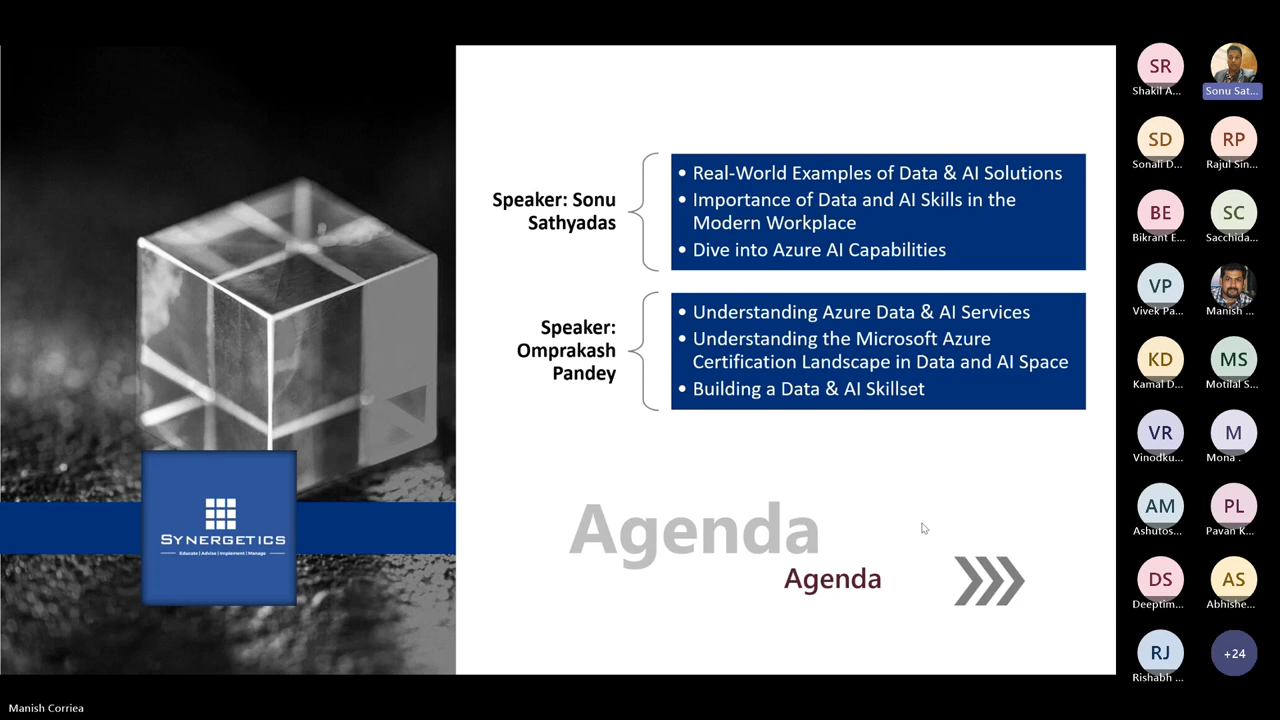 Speaker: Sonu
Sathyadas
• Real-World Examples of Data & AI Solutions
• Importance of Data and AI Skills in the
Modern Workplace
• Dive into Azure AI Capabilities
Speaker:
Omprakash
Pandey
• Understanding Azure Data & AI Services
• Understanding the Microsoft Azure
Certification Landscape in Data and AI Space
• Building a Data & AI Skillset
Agenda
Agenda
SYNERGETICS
Educate | Advise | Implement | Manage
SR
Shakil A...
Sonu Sat...
SD
Sonali D...
RP
Rajul Sin...
BE
Bikrant E...
SC
Sacchida...
VP
Vivek Pa...
Manish ...
KD
Kamal D...
MS
Motilal S...
VR
Vinodku...
M
Mona .
AM
Ashutos...
PL
Pavan K...
DS
Deeptim...
AS
Abhishe...
RJ
Rishabh ...
+24
Manish Corriea